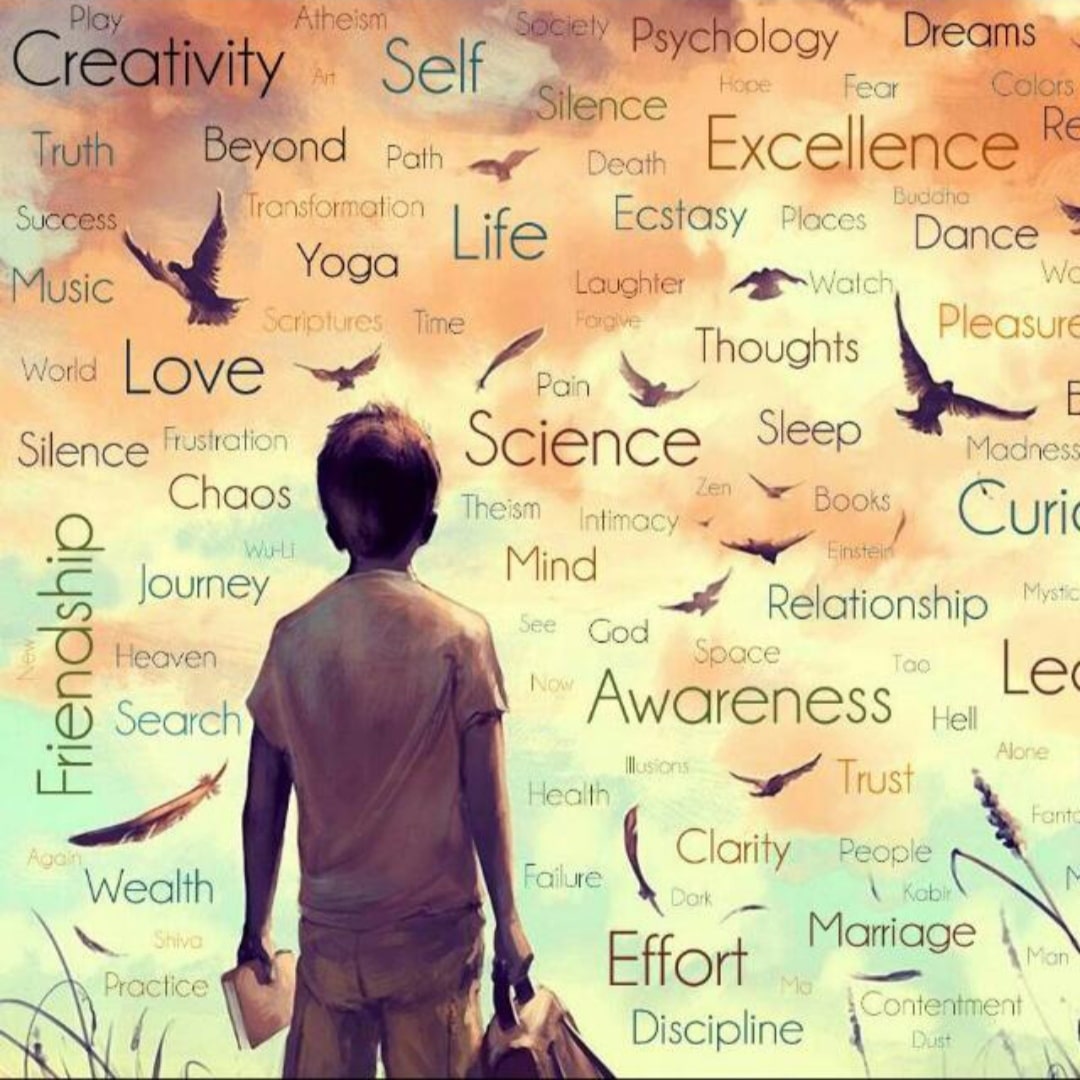 Play
Atheism
Society
Psychology
Dreams
Creativity
Self
Art
Hope
Fear
Colors
Silence
Truth
Beyond
Path
Death
Excellence
Re
Success
Transformation
Life
Ecstasy
Places
Buddha
Dance
Yoga
Music
Laughter
Watch
Wo
Scriptures
Time
Forgive
Thoughts
Pleasure
World
Love
Pain
Science
Sleep
Silence
Frustration
Madness
Chaos
Theism
Intimacy
Zen
Books
Curio
Wu-Li
Mind
Einstein
Journey
Relationship
Mystic
Friendship
New
See
God
Heaven
Space
Tao
Lea
Now
Awareness
Search
Hell
Illusions
Alone
Health
Trust
Fanta
Again
Clarity
People
Wealth
Failure
Dark
Kabir
M
Shiva
Effort
Marriage
Man
Practice
Ma
Contentment
Discipline
Dust